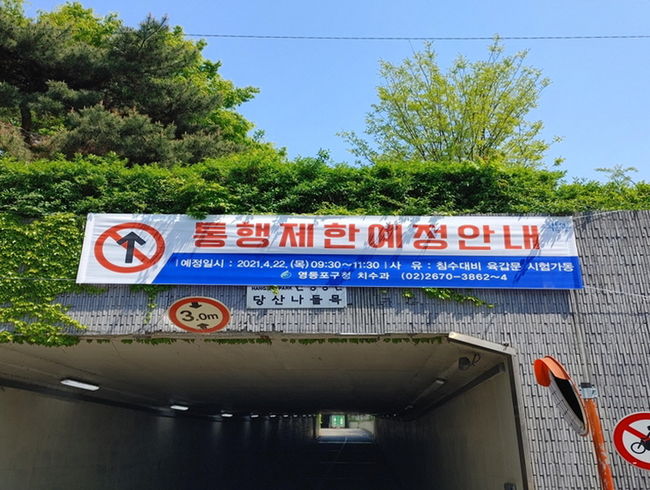 통행제한예정안내
예정일시 : 2021.4.22.(목) 09:30~11:30 | 사 유 : 침수대비 육갑문 시험가동
영등포구청 치수과 (02)2670-3862~4
당산나들목
3.0m